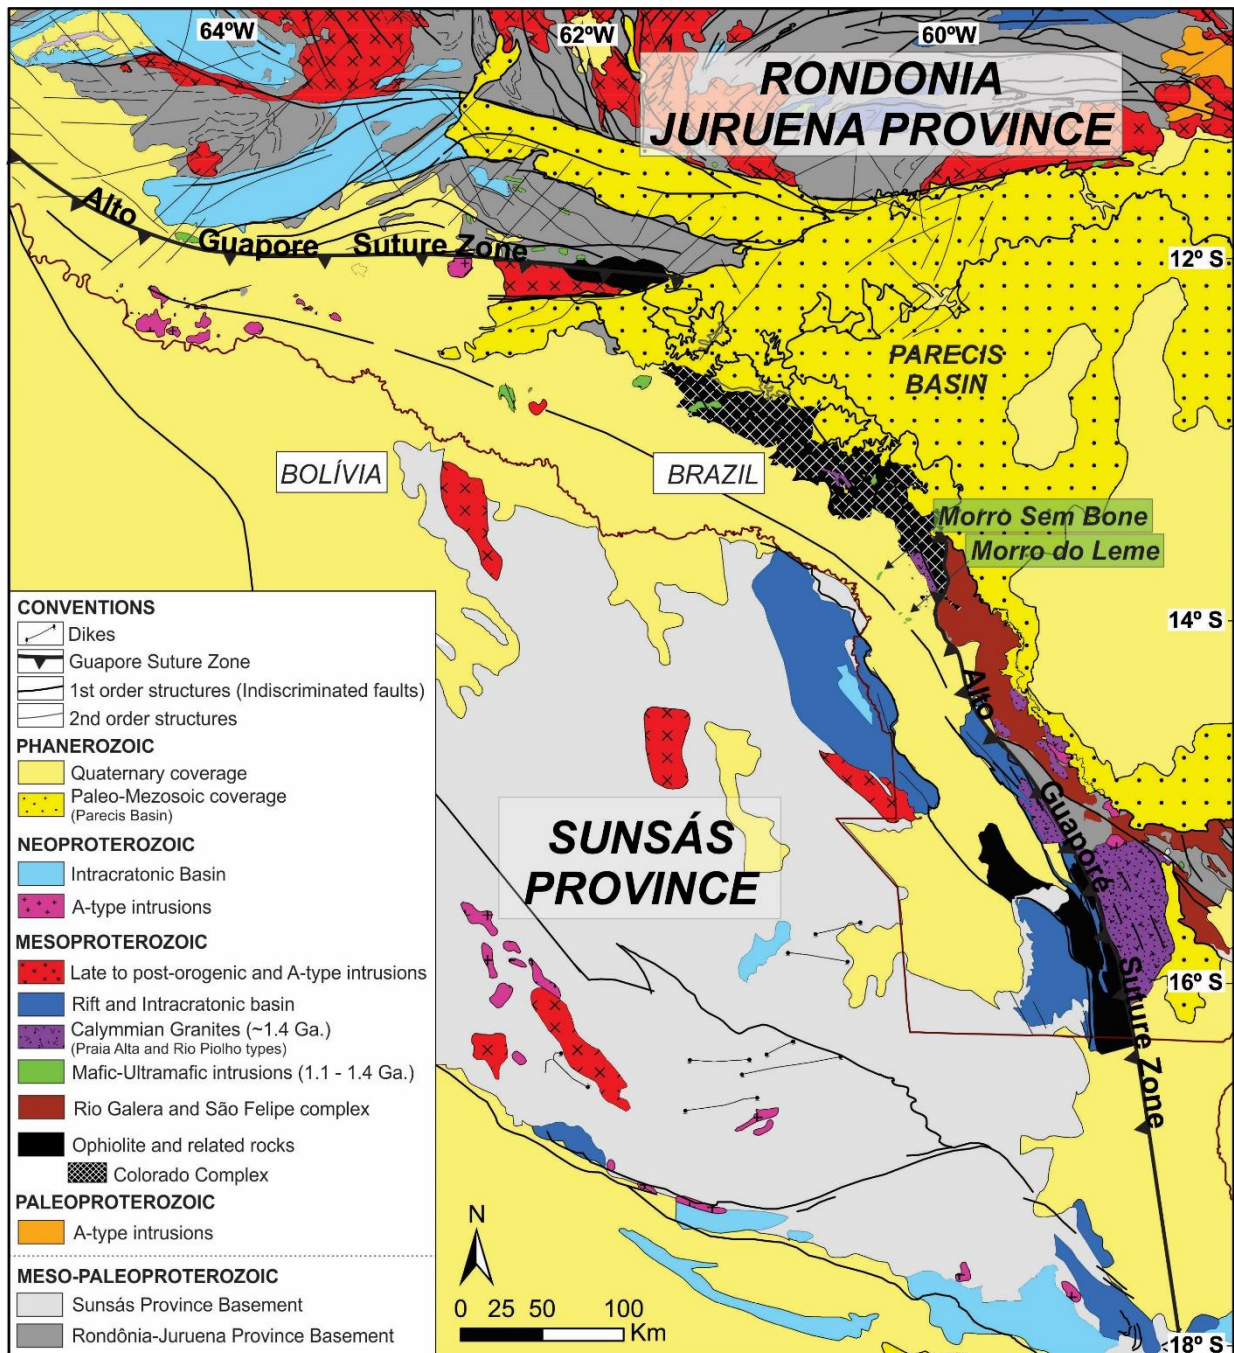 64ºW
62ºW
60ºW
RONDONIA
JURUENA PROVINCE
Alto
Guapore Suture Zone
12º S
PARECIS
BASIN
BOLÍVIA
BRAZIL
Morro Sem Bone
Morro do Leme
14º S
Alto
Guaporé
Suture Zone
SUNSÁS
PROVINCE
16º S
18º S
CONVENTIONS
Dikes
Guapore Suture Zone
1st order structures (Indiscriminated faults)
2nd order structures
PHANEROZOIC
Quaternary coverage
Paleo-Mezosoic coverage
(Parecis Basin)
NEOPROTEROZOIC
Intracratonic Basin
A-type intrusions
MESOPROTEROZOIC
Late to post-orogenic and A-type intrusions
Rift and Intracratonic basin
Calymmian Granites (~1.4 Ga.)
(Praia Alta and Rio Piolho types)
Mafic-Ultramafic intrusions (1.1 - 1.4 Ga.)
Rio Galera and São Felipe complex
Ophiolite and related rocks
Colorado Complex
PALEOPROTEROZOIC
A-type intrusions
MESO-PALEOPROTEROZOIC
Sunsás Province Basement
Rondônia-Juruena Province Basement
N
0 25 50 100
Km